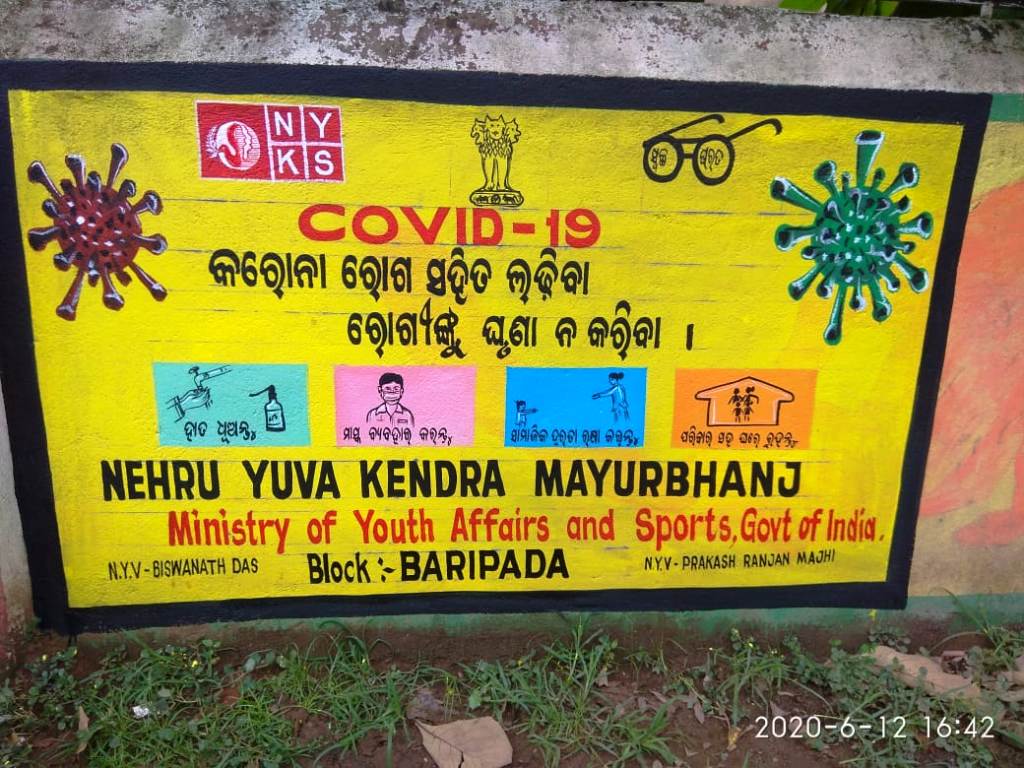 NYKS
ସ୍ୱଚ୍ଛ ଭାରତ
COVID-19
କରୋନା ରୋଗ ସହିତ ଲଢ଼ିବା
ରୋଗୀଙ୍କୁ ଘୃଣା ନ କରିବା ।
ହାତ ଧୁଅନ୍ତୁ
ମାସ୍କ ବ୍ୟବହାର କରନ୍ତୁ
ସାମାଜିକ ଦୂରତା ରକ୍ଷା କରନ୍ତୁ
ପରିବାର ସହ ଘରେ ରୁହନ୍ତୁ
NEHRU YUVA KENDRA MAYURBHANJ
Ministry of Youth Affairs and Sports, Govt of India.
N.Y.V - BISWANATH DAS
Block :- BARIPADA
N.Y.V - PRAKASH RANJAN MAJHI
2020-6-12 16:42